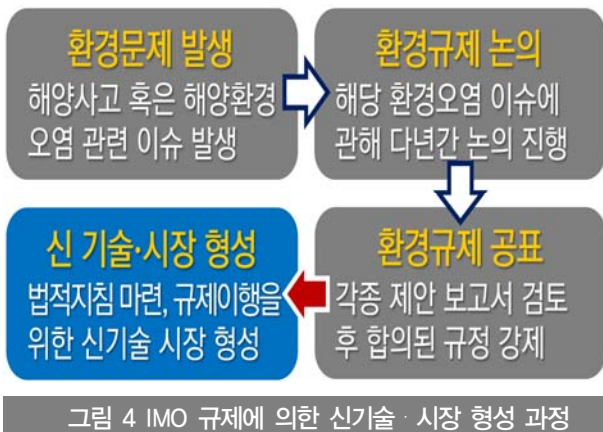 환경문제 발생
해양사고 혹은 해양환경
오염 관련 이슈 발생
환경규제 논의
해당 환경오염 이슈에
관해 다년간 논의 진행
환경규제 공표
각종 제안 보고서 검토
후 합의된 규정 강제
신 기술·시장 형성
법적지침 마련, 규제이행을
위한 신기술 시장 형성
그림 4 IMO 규제에 의한 신기술·시장 형성 과정